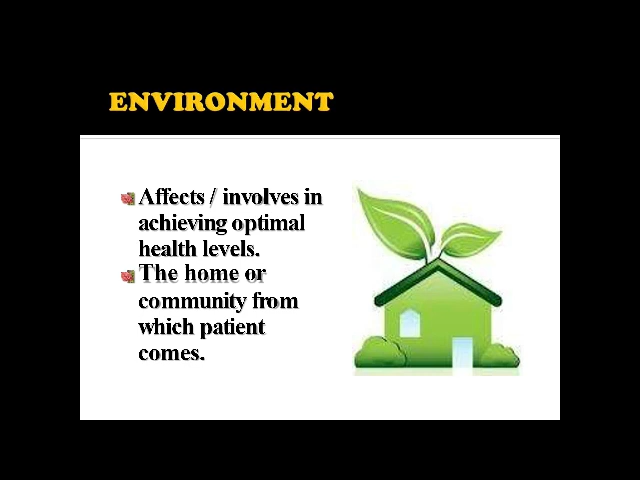 ENVIRONMENT
Affects / involves in
achieving optimal
health levels.
The home or
community from
which patient
comes.